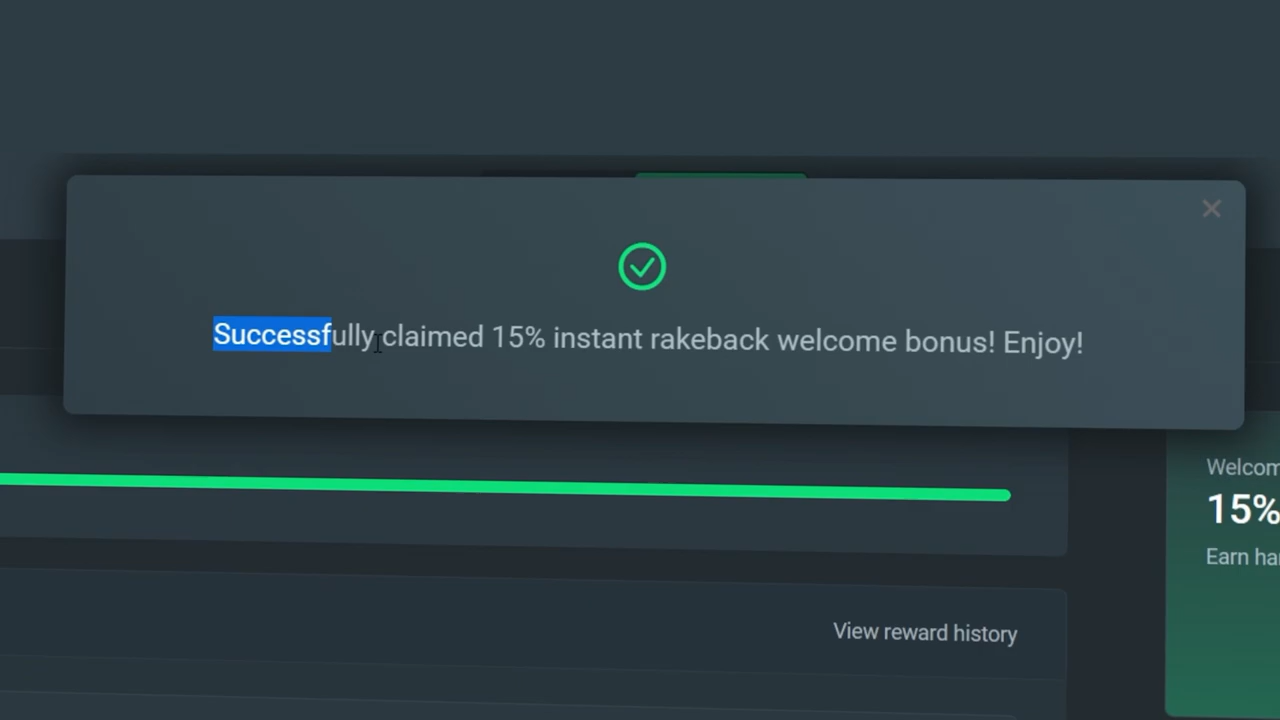 Successfully claimed 15% instant rakeback welcome bonus! Enjoy!
15%
View reward history